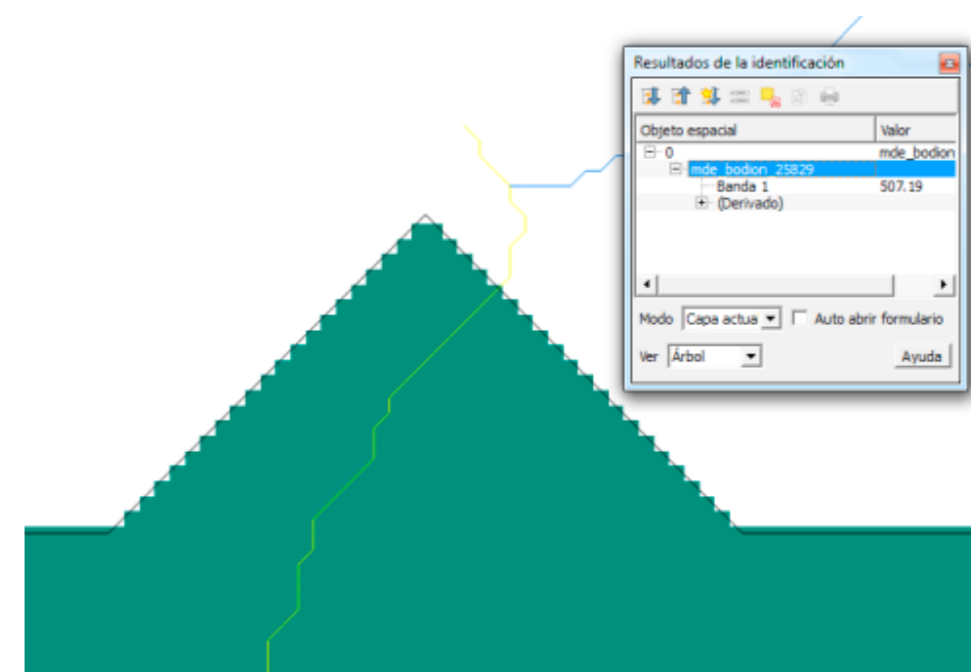 Resultados de la identificación
Objeto espacial Valor
0 mde_bodion
mde_bodion_25829
Banda 1 507.19
(Derivado)
Modo Capa actua Auto abrir formulario
Ver Árbol Ayuda